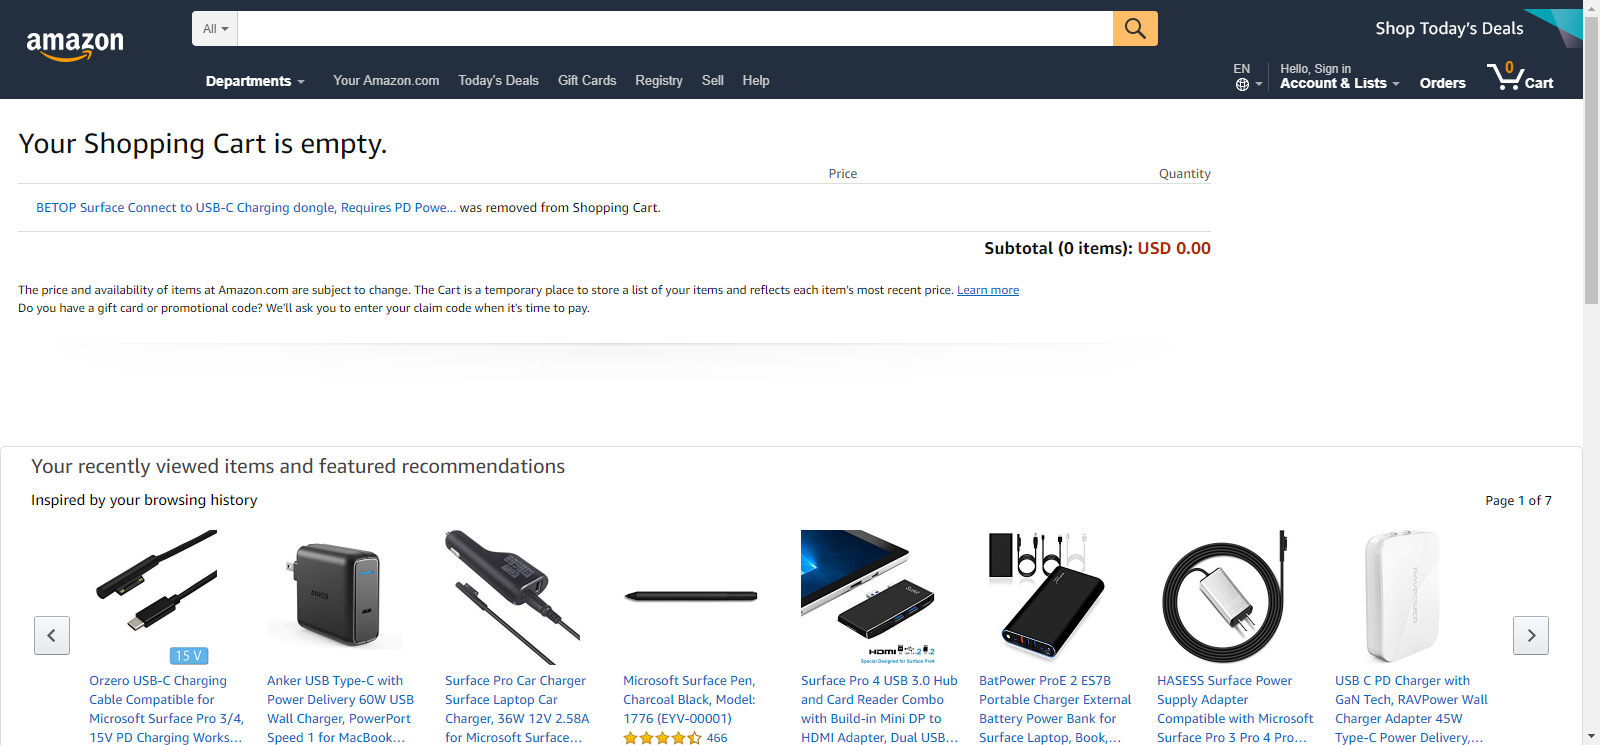 All
Shop Today's Deals
amazon
Departments Your Amazon.com Today's Deals Gift Cards Registry Sell Help
EN
Hello, Sign in
Account & Lists
Orders
0
Cart
Your Shopping Cart is empty.
Price Quantity
BETOP Surface Connect to USB-C Charging dongle, Requires PD Powe... was removed from Shopping Cart.
Subtotal (0 items): USD 0.00
The price and availability of items at Amazon.com are subject to change. The Cart is a temporary place to store a list of your items and reflects each item's most recent price. Learn more
Do you have a gift card or promotional code? We'll ask you to enter your claim code when it's time to pay.
Your recently viewed items and featured recommendations
Inspired by your browsing history
Page 1 of 7
15 V
Orzero USB-C Charging
Cable Compatible for
Microsoft Surface Pro 3/4,
15V PD Charging Works...
ANKER
Anker USB Type-C with
Power Delivery 60W USB
Wall Charger, PowerPort
Speed 1 for MacBook...
Surface Pro Car Charger
Surface Laptop Car
Charger, 36W 12V 2.58A
for Microsoft Surface...
Microsoft Surface Pen,
Charcoal Black, Model:
1776 (EYV-00001)
466
HDMI
Special Designed for Surface Pro4
Surface Pro 4 USB 3.0 Hub
and Card Reader Combo
with Build-in Mini DP to
HDMI Adapter, Dual USB...
BatPower ProE 2 ES7B
Portable Charger External
Battery Power Bank for
Surface Laptop, Book,...
HASESS Surface Power
Supply Adapter
Compatible with Microsoft
Surface Pro 3 Pro 4 Pro...
RAVPOWER
USB C PD Charger with
GaN Tech, RAVPower Wall
Charger Adapter 45W
Type-C Power Delivery,...